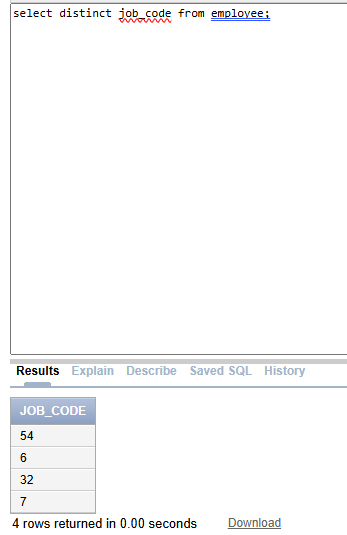 select distinct job_code from employee;
Results Explain Describe Saved SQL History
JOB_CODE
54
6
32
7
4 rows returned in 0.00 seconds Download